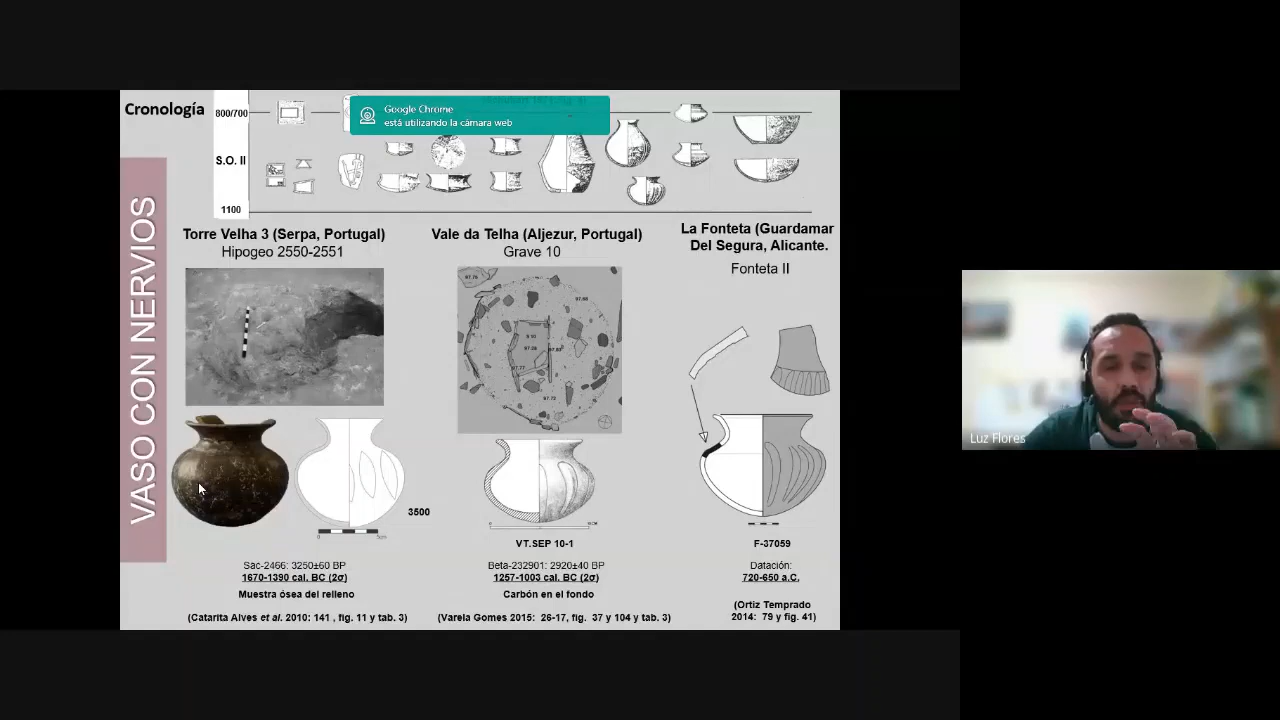 Cronología
800/700
S.O. II
1100
Google Chrome
está utilizando la cámara web
VASO CON NERVIOS
Torre Velha 3 (Serpa, Portugal)
Hipogeo 2550-2551
3500
Sac-2466: 3250±60 BP
1670-1390 cal. BC (2σ)
Muestra ósea del relleno
(Catarita Alves et al. 2010: 141 , fig. 11 y tab. 3)
Vale da Telha (Aljezur, Portugal)
Grave 10
VT.SEP 10-1
Beta-232901: 2920±40 BP
1257-1003 cal. BC (2σ)
Carbón en el fondo
(Varela Gomes 2015: 26-17, fig. 37 y 104 y tab. 3)
La Fonteta (Guardamar
Del Segura, Alicante.
Fonteta II
F-37059
Datación:
720-650 a.C.
(Ortiz Temprado
2014: 79 y fig. 41)
Luz Flores